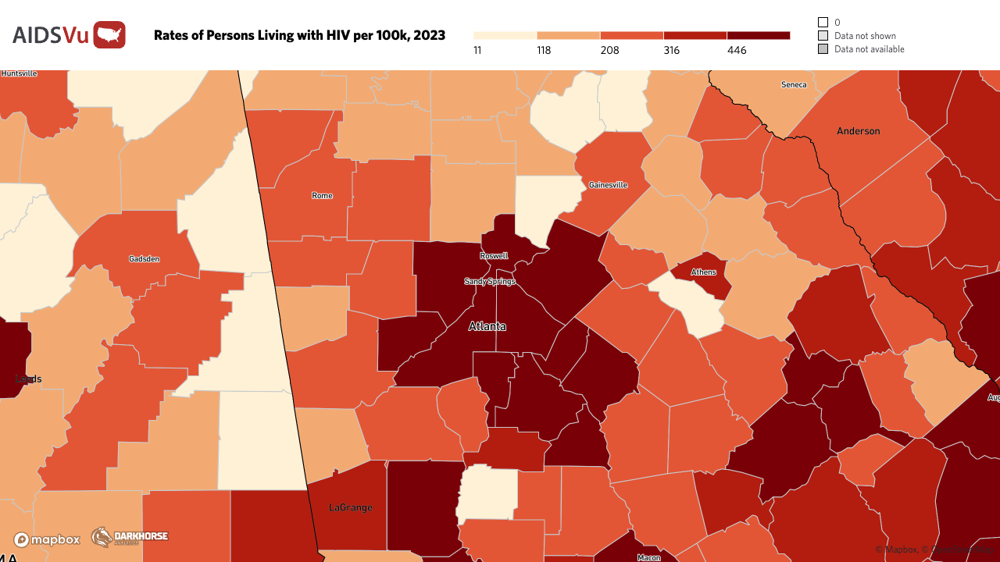 AIDSVu
Rates of Persons Living with HIV per 100k, 2023
11 118 208 316 446
0
Data not shown
Data not available
Huntsville
Seneca
Anderson
Gainesville
Rome
Gadsden
Roswell
Athens
Sandy Springs
Atlanta
Leeds
Aug
LaGrange
mapbox
DARKHORSE
Macon
© Mapbox, ©